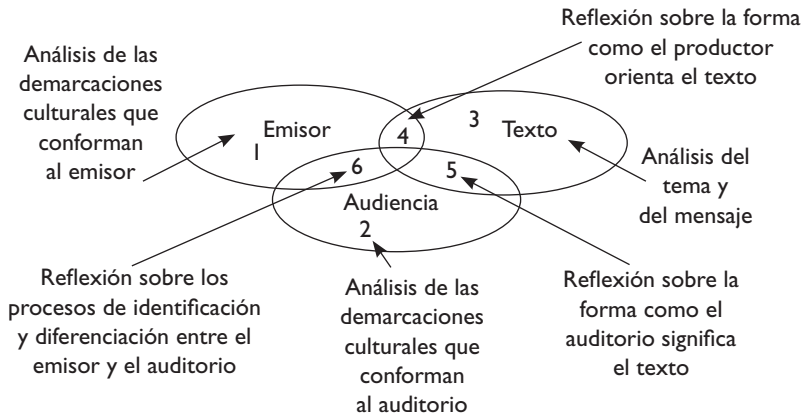 Reflexión sobre la forma
como el productor
orienta el texto
Análisis de las
demarcaciones
culturales que
conforman
al emisor
Emisor
1
4
3
Texto
Análisis del
tema y
del mensaje
6
5
Audiencia
2
Reflexión sobre los
procesos de identificación
y diferenciación entre el
emisor y el auditorio
Análisis de las
demarcaciones
culturales que
conforman
al auditorio
Reflexión sobre la
forma como el
auditorio significa
el texto